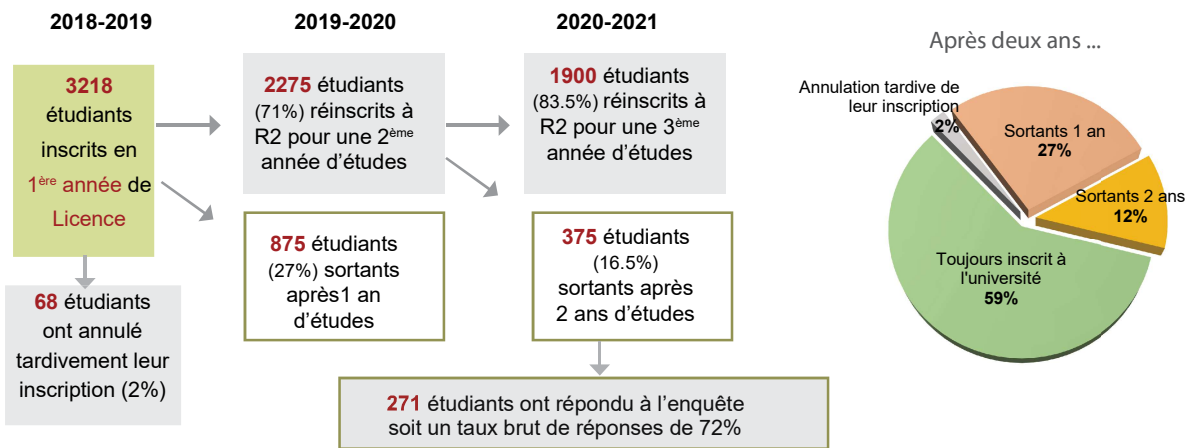 2018-2019
3218
étudiants
inscrits en
1ère année de
Licence
68 étudiants
ont annulé
tardivement leur
inscription (2%)
2019-2020
2275 étudiants
(71%) réinscrits à
R2 pour une 2ème
année d'études
875 étudiants
(27%) sortants
après1 an
d'études
2020-2021
1900 étudiants
(83.5%) réinscrits à
R2 pour une 3ème
année d'études
375 étudiants
(16.5%)
sortants après
2 ans d'études
271 étudiants ont répondu à l'enquête
soit un taux brut de réponses de 72%
Après deux ans ...
Annulation tardive de
leur inscription
2%
Sortants 1 an
27%
Sortants 2 ans
12%
Toujours inscrit à
l'université
59%